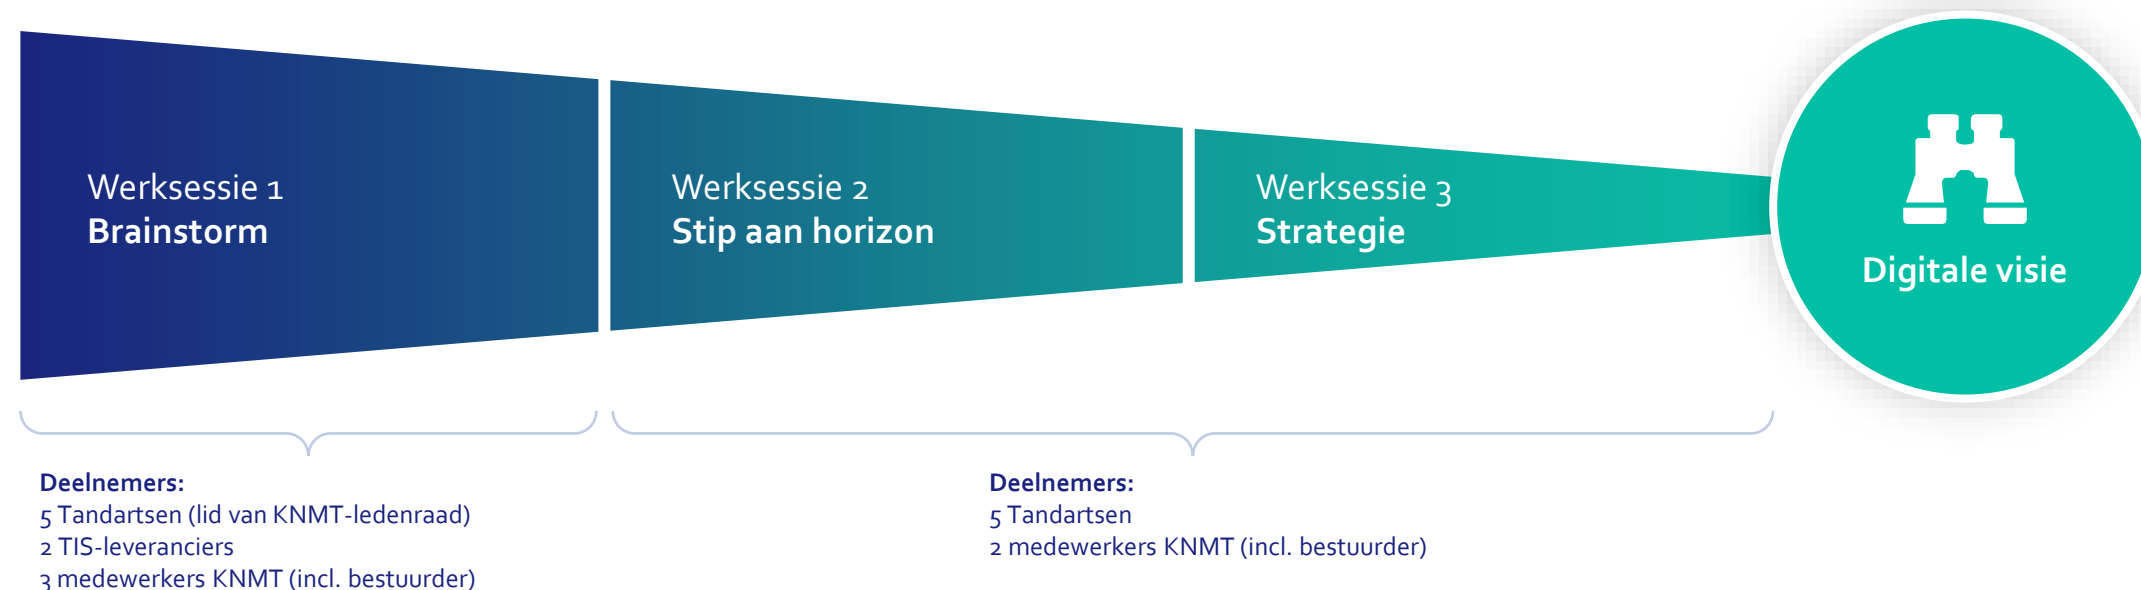 Werksessie 1
Brainstorm
Werksessie 2
Stip aan horizon
Werksessie 3
Strategie
Digitale visie
Deelnemers:
5 Tandartsen (lid van KNMT-ledenraad)
2 TIS-leveranciers
3 medewerkers KNMT (incl. bestuurder)
Deelnemers:
5 Tandartsen
2 medewerkers KNMT (incl. bestuurder)